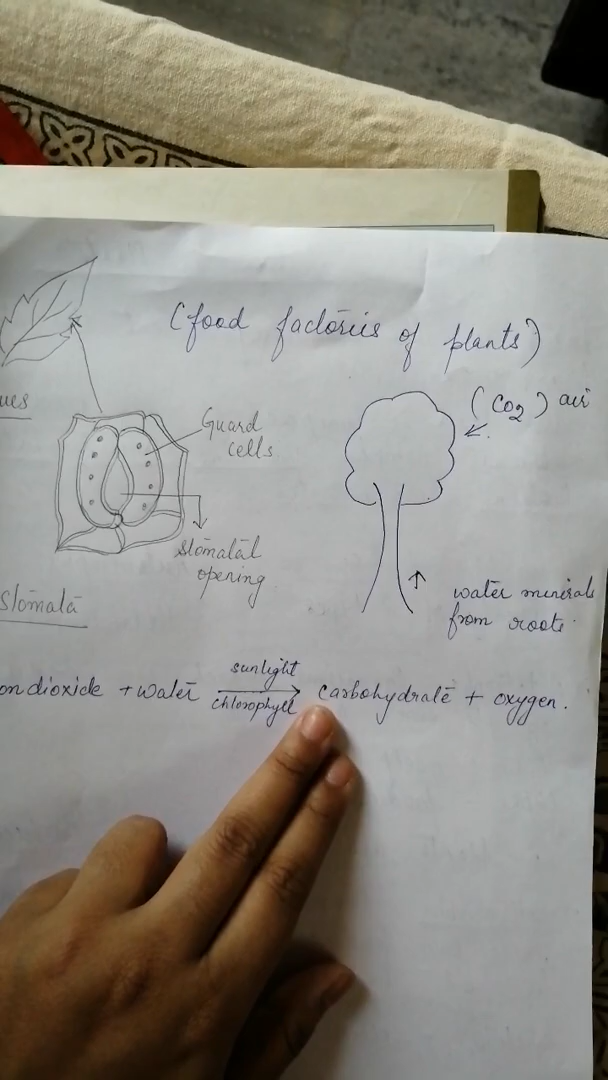 (food factories of plants)
ues
(CO2) air
Guard
cells
stomatal
opening
stomata
water minerals
from roots.
on dioxide + water sunlight
chlorophyll carbohydrate + oxygen.